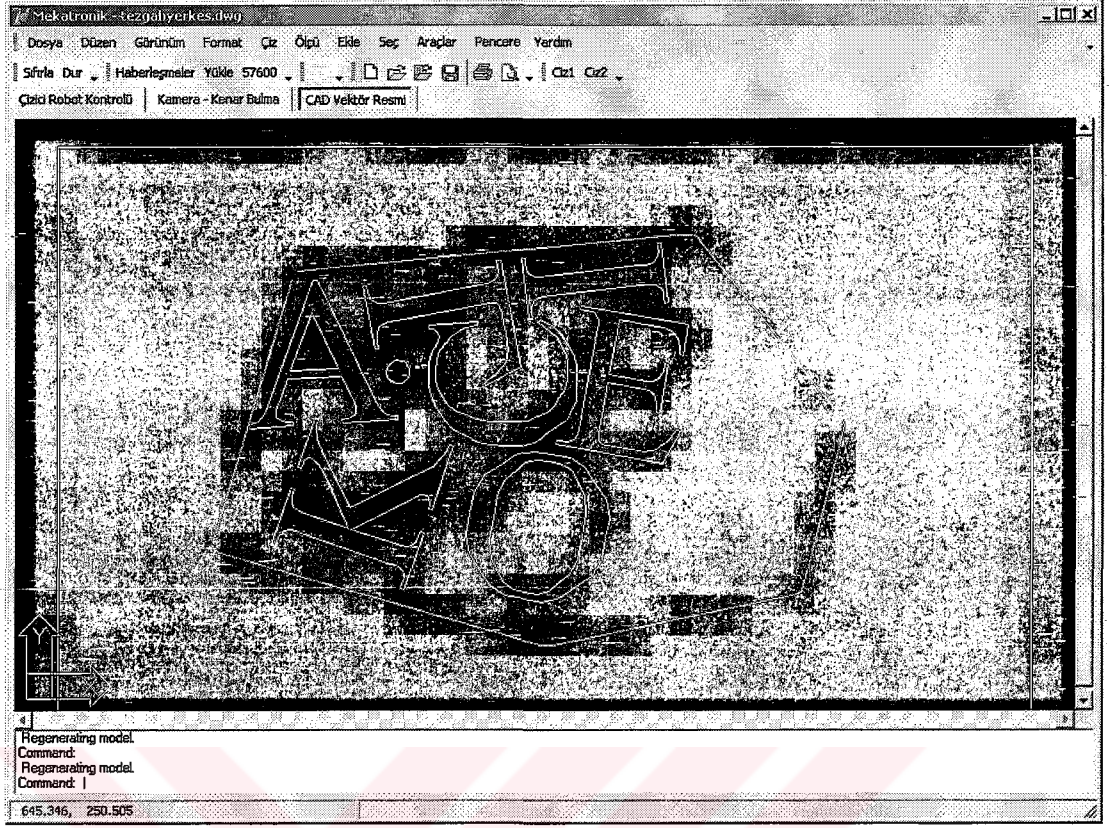 Mekatronik - tezgahyerkes.dwg
Dosya Düzen Görünüm Format Çiz Ölçü Ekle Seç Araçlar Pencere Yardım
Sıfırla Dur Haberleşmeler Yükle 57600 Ciz1 Ciz2
Çizici Robot Kontrolü Kamera - Kenar Bulma CAD Vektör Resmi
A.Ü
T
E
K
O
Y
Regenerating model.
Command:
Regenerating model.
Command:
645.346, 250.505